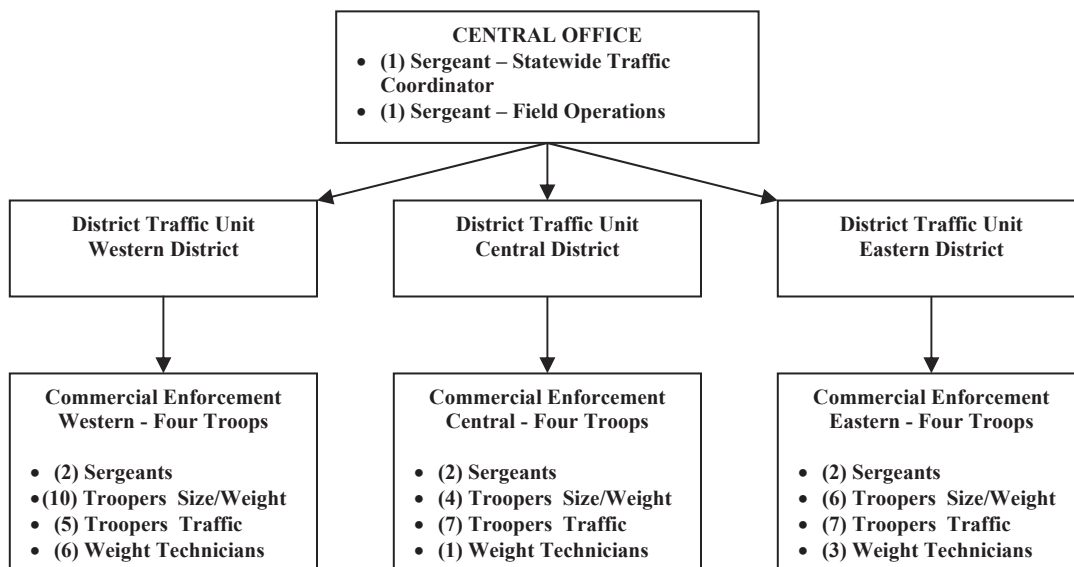 CENTRAL OFFICE
• (1) Sergeant – Statewide Traffic
Coordinator
• (1) Sergeant – Field Operations
District Traffic Unit
Western District
District Traffic Unit
Central District
District Traffic Unit
Eastern District
Commercial Enforcement
Western - Four Troops
• (2) Sergeants
•(10) Troopers Size/Weight
• (5) Troopers Traffic
• (6) Weight Technicians
Commercial Enforcement
Central - Four Troops
• (2) Sergeants
• (4) Troopers Size/Weight
• (7) Troopers Traffic
• (1) Weight Technicians
Commercial Enforcement
Eastern - Four Troops
• (2) Sergeants
• (6) Troopers Size/Weight
• (7) Troopers Traffic
• (3) Weight Technicians